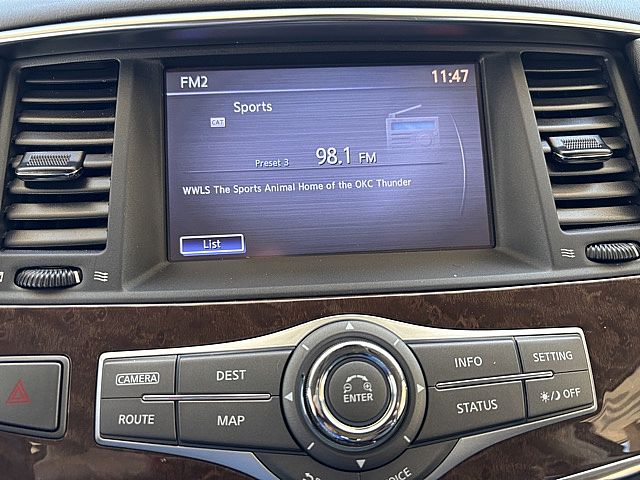 FM2 11:47
Sports
CAT.
Preset 3 98.1 FM
WWLS The Sports Animal Home of the OKC Thunder
List
CAMERA DEST INFO SETTING
ENTER
ROUTE MAP STATUS OFF